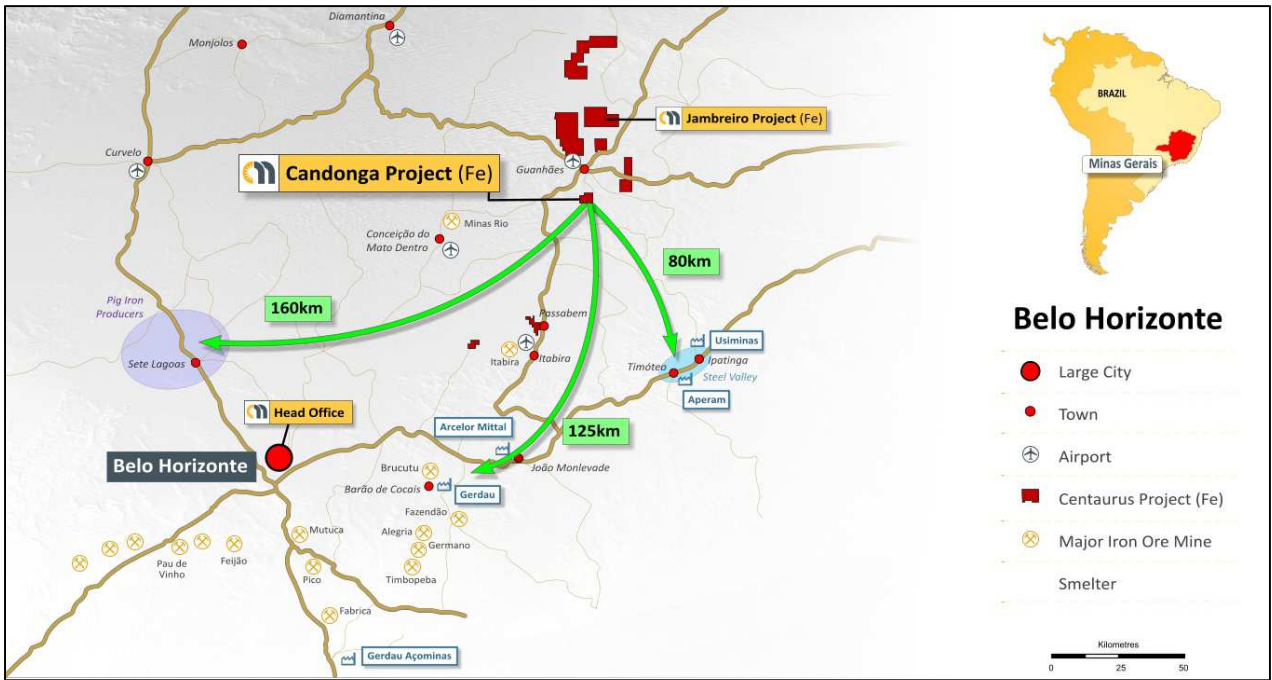 Diamantina
Monjolos
Jambreiro Project (Fe)
Curvelo
Guanhães
Candonga Project (Fe)
Minas Rio
Conceição do
Mato Dentro
80km
160km
Pig Iron
Producers
Passabem
Usiminas
Itabira
Itabira
Timóteo
Ipatinga
Steel Valley
Sete Lagoas
Aperam
Head Office
Arcelor Mittal
125km
Belo Horizonte
Brucutu
João Monlevade
Barão de Cocais
Gerdau
Fazendão
Mutuca
Alegria
Germano
Feijão
Pau de
Vinho
Pico
Timbopeba
Fabrica
Gerdau Açominas
BRAZIL
Minas Gerais
Belo Horizonte
Large City
Town
Airport
Centaurus Project (Fe)
Major Iron Ore Mine
Smelter
Kilometres
0 25 50